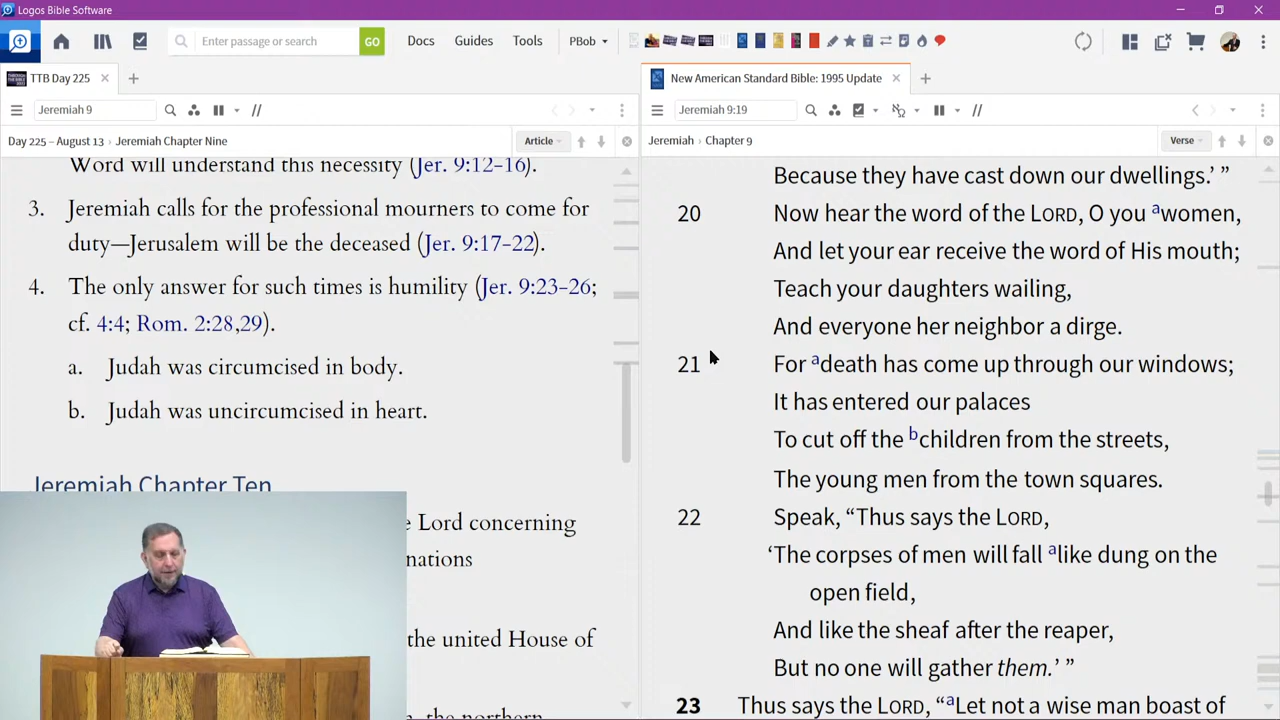 Logos Bible Software
Enter passage or search
GO
Docs
Guides
Tools
PBob
TTB Day 225
Jeremiah 9
Day 225 – August 13 › Jeremiah Chapter Nine
Article
Word will understand this necessity (Jer. 9:12–16).
3. Jeremiah calls for the professional mourners to come for
duty—Jerusalem will be the deceased (Jer. 9:17–22).
4. The only answer for such times is humility (Jer. 9:23–26;
cf. 4:4; Rom. 2:28,29).
a. Judah was circumcised in body.
b. Judah was uncircumcised in heart.
Jeremiah Chapter Ten
e Lord concerning
nations
the united House of
the northern
New American Standard Bible: 1995 Update
Jeremiah 9:19
Jeremiah › Chapter 9
Verse
Because they have cast down our dwellings.’ ”
20 Now hear the word of the LORD, O you a women,
And let your ear receive the word of His mouth;
Teach your daughters wailing,
And everyone her neighbor a dirge.
21 For a death has come up through our windows;
It has entered our palaces
To cut off the b children from the streets,
The young men from the town squares.
22 Speak, “Thus says the LORD,
‘The corpses of men will fall a like dung on the
open field,
And like the sheaf after the reaper,
But no one will gather them.’ ”
23 Thus says the LORD, “a Let not a wise man boast of